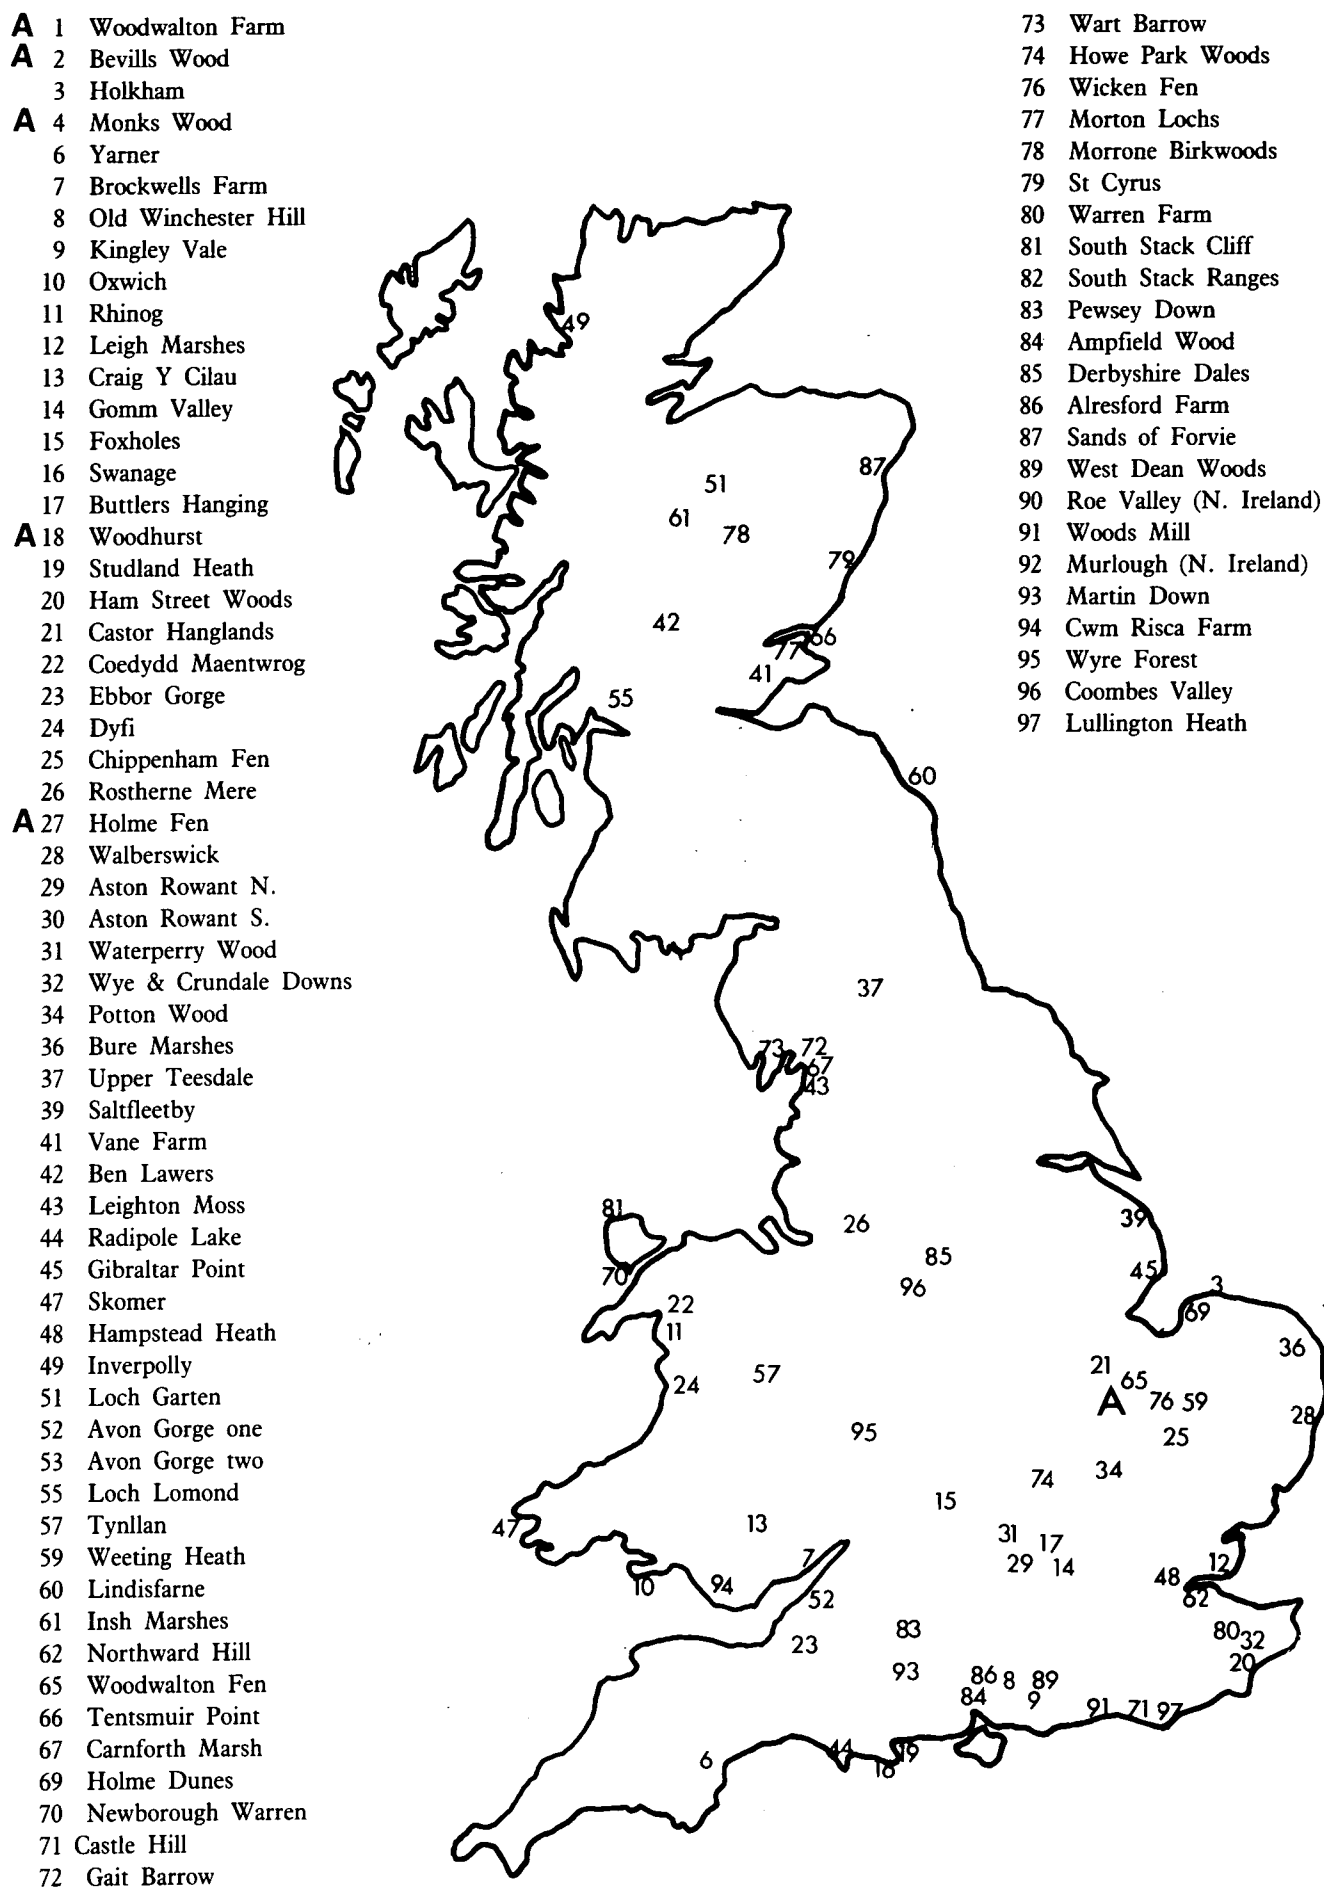 A 1 Woodwalton Farm
A 2 Bevills Wood
3 Holkham
A 4 Monks Wood
6 Yarner
7 Brockwells Farm
8 Old Winchester Hill
9 Kingley Vale
10 Oxwich
11 Rhinog
12 Leigh Marshes
13 Craig Y Cilau
14 Gomm Valley
15 Foxholes
16 Swanage
17 Buttlers Hanging
A 18 Woodhurst
19 Studland Heath
20 Ham Street Woods
21 Castor Hanglands
22 Coedydd Maentwrog
23 Ebbor Gorge
24 Dyfi
25 Chippenham Fen
26 Rostherne Mere
A 27 Holme Fen
28 Walberswick
29 Aston Rowant N.
30 Aston Rowant S.
31 Waterperry Wood
32 Wye & Crundale Downs
34 Potton Wood
36 Bure Marshes
37 Upper Teesdale
39 Saltfleetby
41 Vane Farm
42 Ben Lawers
43 Leighton Moss
44 Radipole Lake
45 Gibraltar Point
47 Skomer
48 Hampstead Heath
49 Inverpolly
51 Loch Garten
52 Avon Gorge one
53 Avon Gorge two
55 Loch Lomond
57 Tynllan
59 Weeting Heath
60 Lindisfarne
61 Insh Marshes
62 Northward Hill
65 Woodwalton Fen
66 Tentsmuir Point
67 Carnforth Marsh
69 Holme Dunes
70 Newborough Warren
71 Castle Hill
72 Gait Barrow
73 Wart Barrow
74 Howe Park Woods
76 Wicken Fen
77 Morton Lochs
78 Morrone Birkwoods
79 St Cyrus
80 Warren Farm
81 South Stack Cliff
82 South Stack Ranges
83 Pewsey Down
84 Ampfield Wood
85 Derbyshire Dales
86 Alresford Farm
87 Sands of Forvie
89 West Dean Woods
90 Roe Valley (N. Ireland)
91 Woods Mill
92 Murlough (N. Ireland)
93 Martin Down
94 Cwm Risca Farm
95 Wyre Forest
96 Coombes Valley
97 Lullington Heath
49
87
51
61
78
79
42
66
77
41
55
60
37
73 72
67
43
81
26
39
85
45
70
96
3
22
69
11
36
21
57
65
24
A 76 59
28
95
25
34
74
15
13
47
31
17
7
29 14
12
48
10 94
52
62
83
80
32
23
20
93
86 8 89
84 9
91 71 97
44 19
6
16